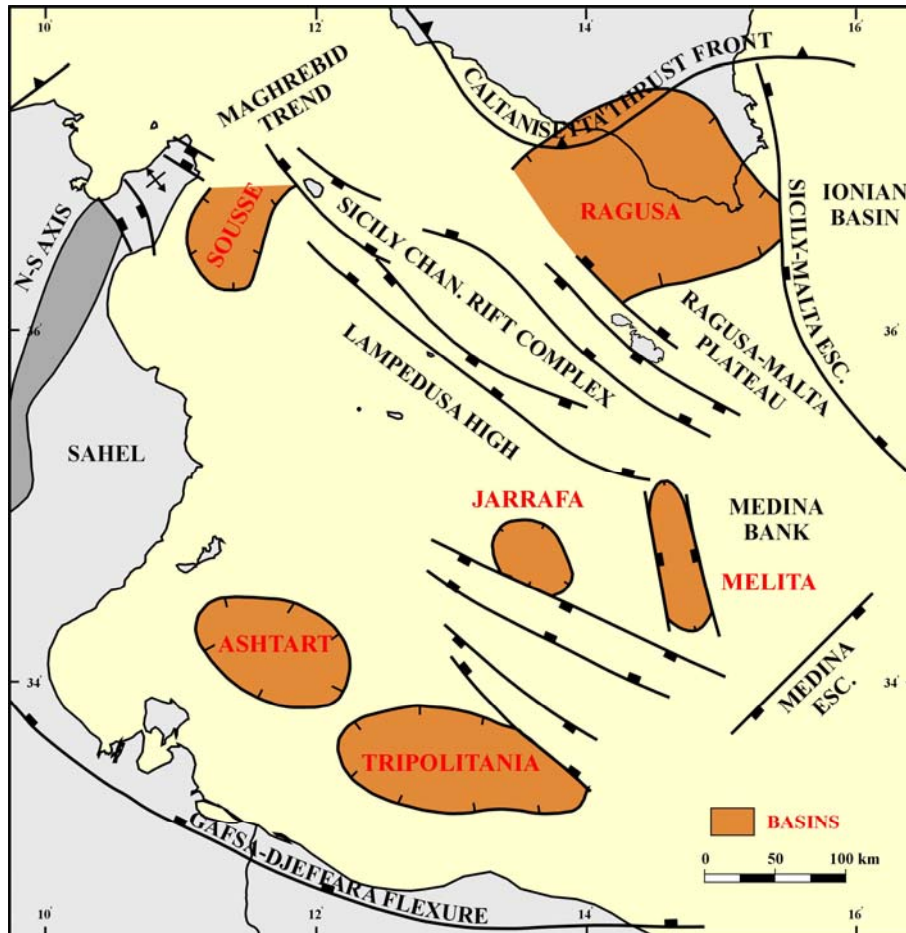 10
12
14
16
MAGHREBID
TREND
CALTANISETTA THRUST FRONT
N-S AXIS
SOUSSE
RAGUSA
IONIAN
BASIN
SICILY-MALTA ESC.
SICILY CHAN. RIFT COMPLEX
RAGUSA-MALTA
PLATEAU
36
36
LAMPEDUSA HIGH
SAHEL
JARRAFA
MEDINA
BANK
MELITA
ASHTART
MEDINA
ESC.
34
34
TRIPOLITANIA
GAFSA-DJEFFARA FLEXURE
BASINS
0 50 100 km
10
12
14
16